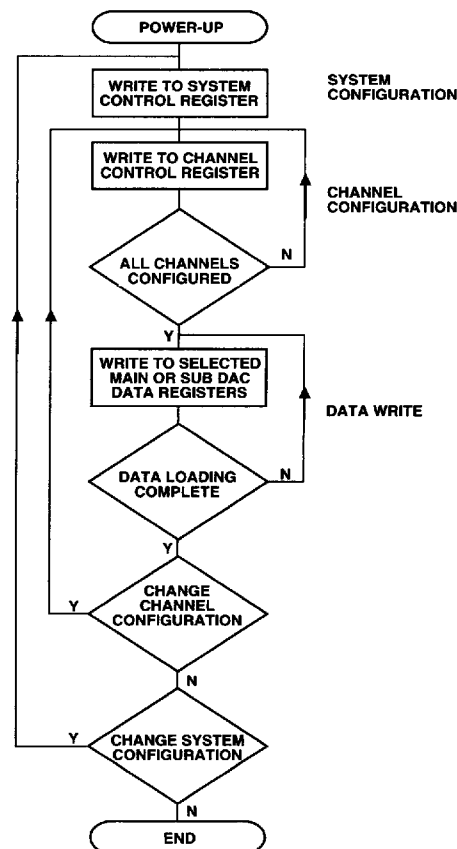 POWER-UP
WRITE TO SYSTEM
CONTROL REGISTER
SYSTEM
CONFIGURATION
WRITE TO CHANNEL
CONTROL REGISTER
CHANNEL
CONFIGURATION
ALL CHANNELS
CONFIGURED
N
Y
WRITE TO SELECTED
MAIN OR SUB DAC
DATA REGISTERS
DATA WRITE
DATA LOADING
COMPLETE
N
Y
CHANGE
CHANNEL
CONFIGURATION
Y
N
CHANGE SYSTEM
CONFIGURATION
Y
N
END